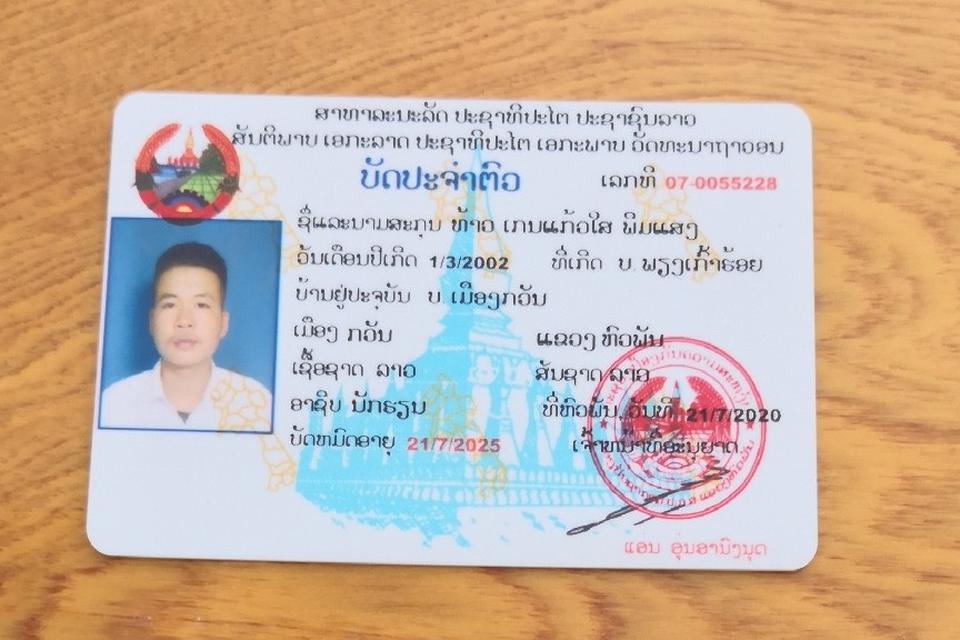 ສາທາລະນະລັດ ປະຊາທິປະໄຕ ປະຊາຊົນລາວ
ສັນຕິພາບ ເອກະລາດ ປະຊາທິປະໄຕ ເອກະພາບ ວັດທະນາຖາວອນ
ບັດປະຈຳຕົວ ເລກທີ 07-0055228
ຊື່ແລະນາມສະກຸນ ທ້າວ ເກນແກ້ວໃສ ພິມແສງ
ວັນເດືອນປີເກີດ 1/3/2002 ທີ່ເກີດ ບ. ພຽງເກົ້າຮ້ອຍ
ບ້ານຢູ່ປະຈຸບັນ ບ ເມືອງກວັນ
ເມືອງ ກວັນ ແຂວງ ຫົວພັນ
ເຊື້ອຊາດ ລາວ ສັນຊາດ ລາວ
ອາຊີບ ນັກຮຽນ ທີ່ຫົວພັນ, ວັນທີ 21/7/2020
ບັດຫມົດອາຍຸ 21/7/2025 ເຈົ້າຫນ້າທີ່ອະນຸຍາດ
ແອນ ອຸ່ນອານົງນຸດ